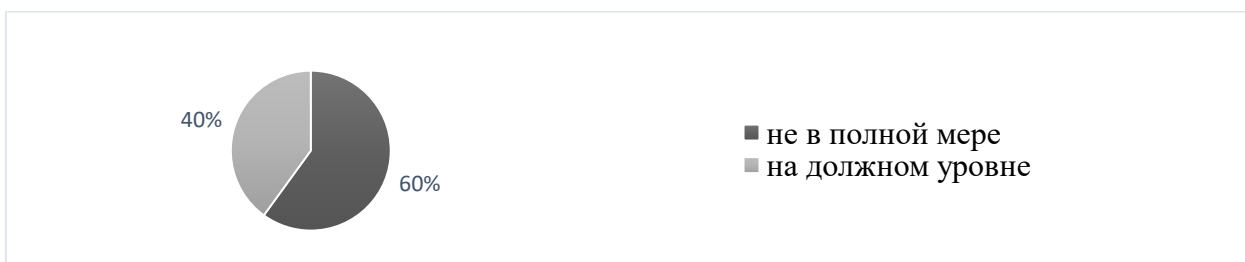 40%
60%
не в полной мере
на должном уровне